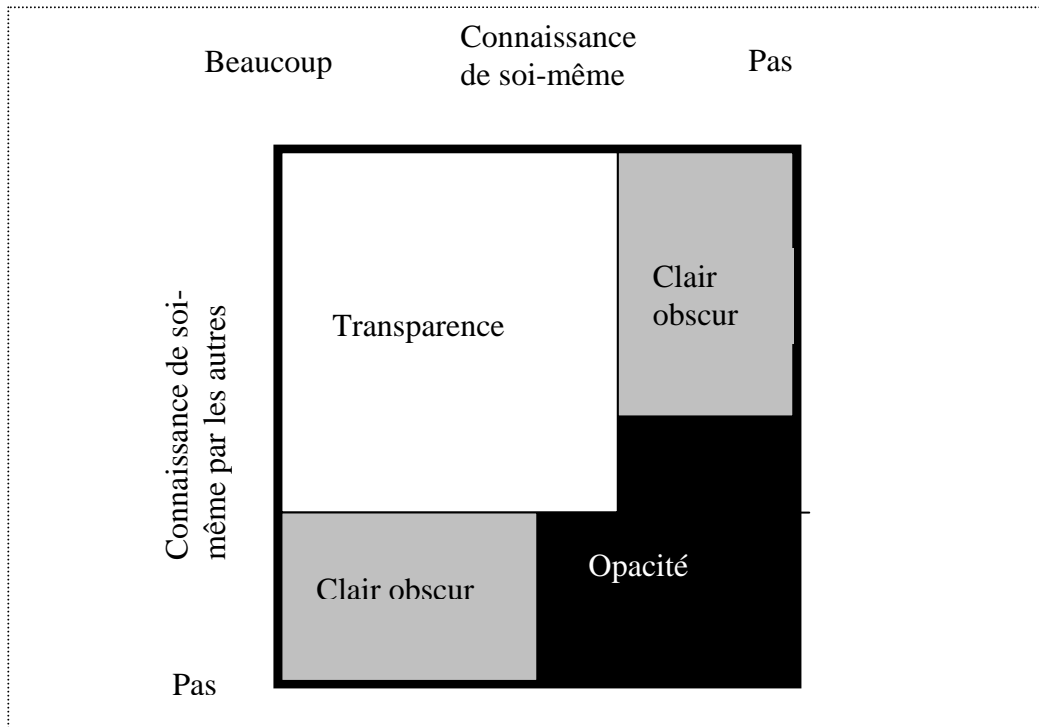 Beaucoup
Connaissance
de soi-même
Pas
Transparence
Clair
obscur
Connaissance de soi-
même par les autres
Clair obscur
Opacité
Pas